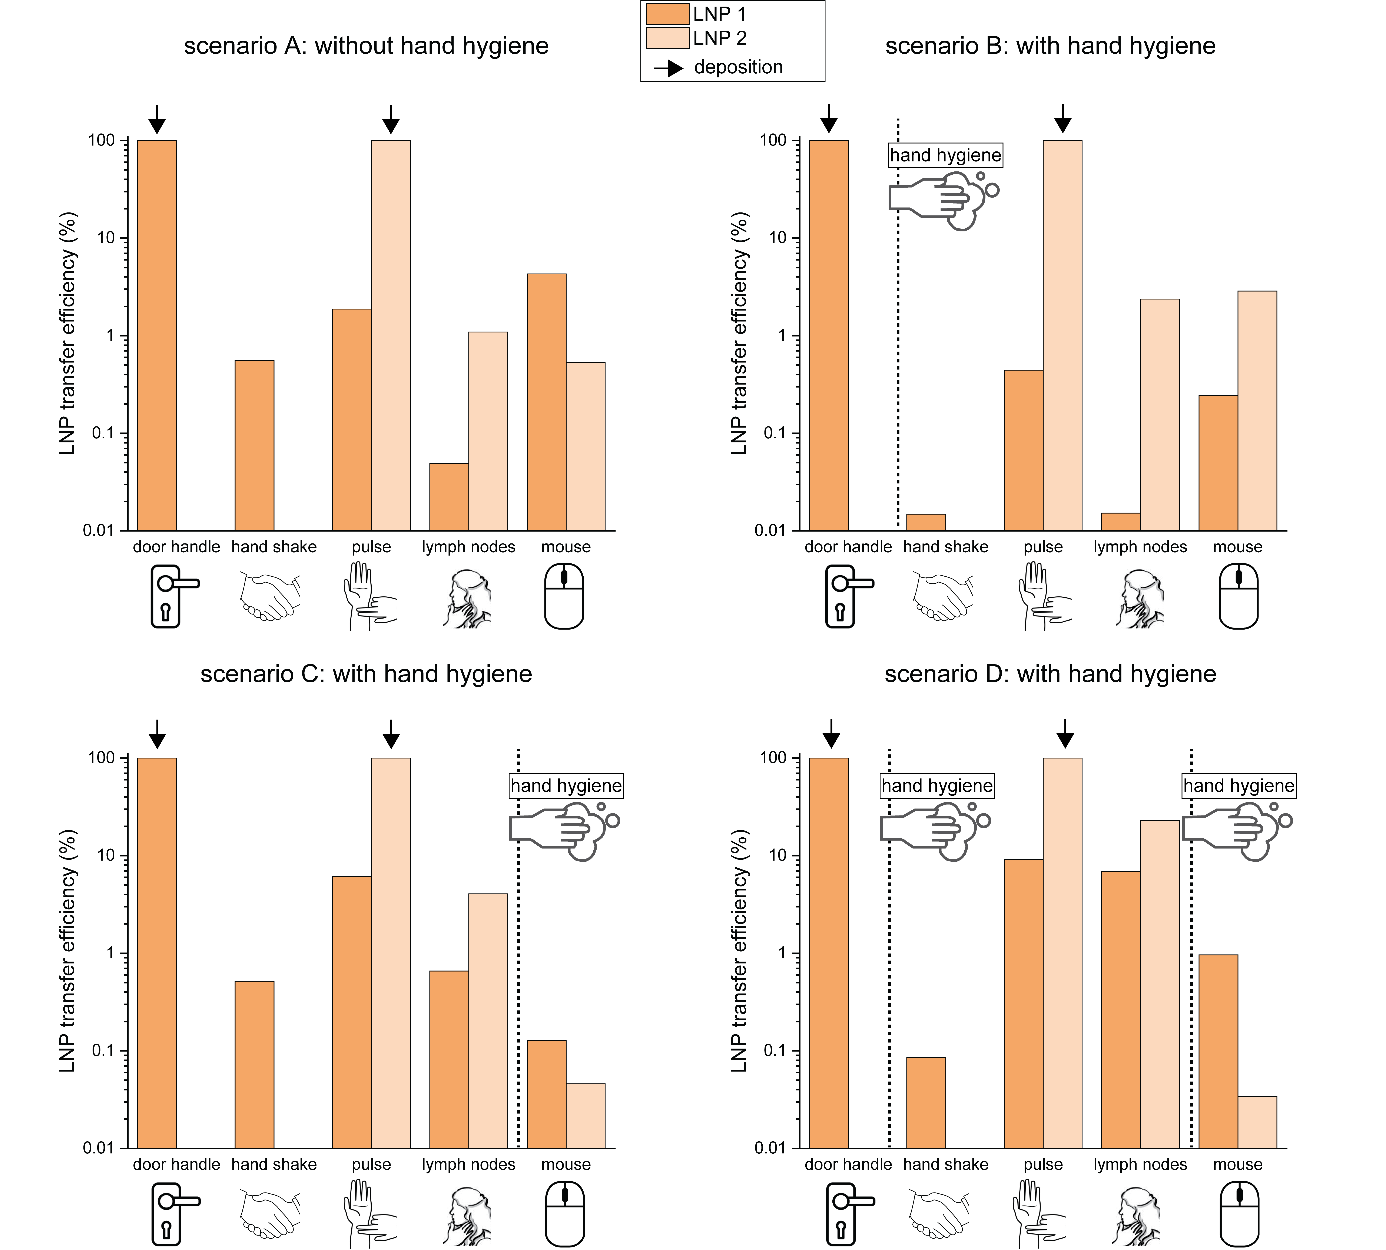 LNP 1
LNP 2
deposition
scenario A: without hand hygiene
LNP transfer efficiency (%)
100
10
1
0.1
0.01
door handle hand shake pulse lymph nodes mouse
scenario B: with hand hygiene
hand hygiene
LNP transfer efficiency (%)
100
10
1
0.1
0.01
door handle hand shake pulse lymph nodes mouse
scenario C: with hand hygiene
hand hygiene
LNP transfer efficiency (%)
100
10
1
0.1
0.01
door handle hand shake pulse lymph nodes mouse
scenario D: with hand hygiene
hand hygiene hand hygiene
LNP transfer efficiency (%)
100
10
1
0.1
0.01
door handle hand shake pulse lymph nodes mouse